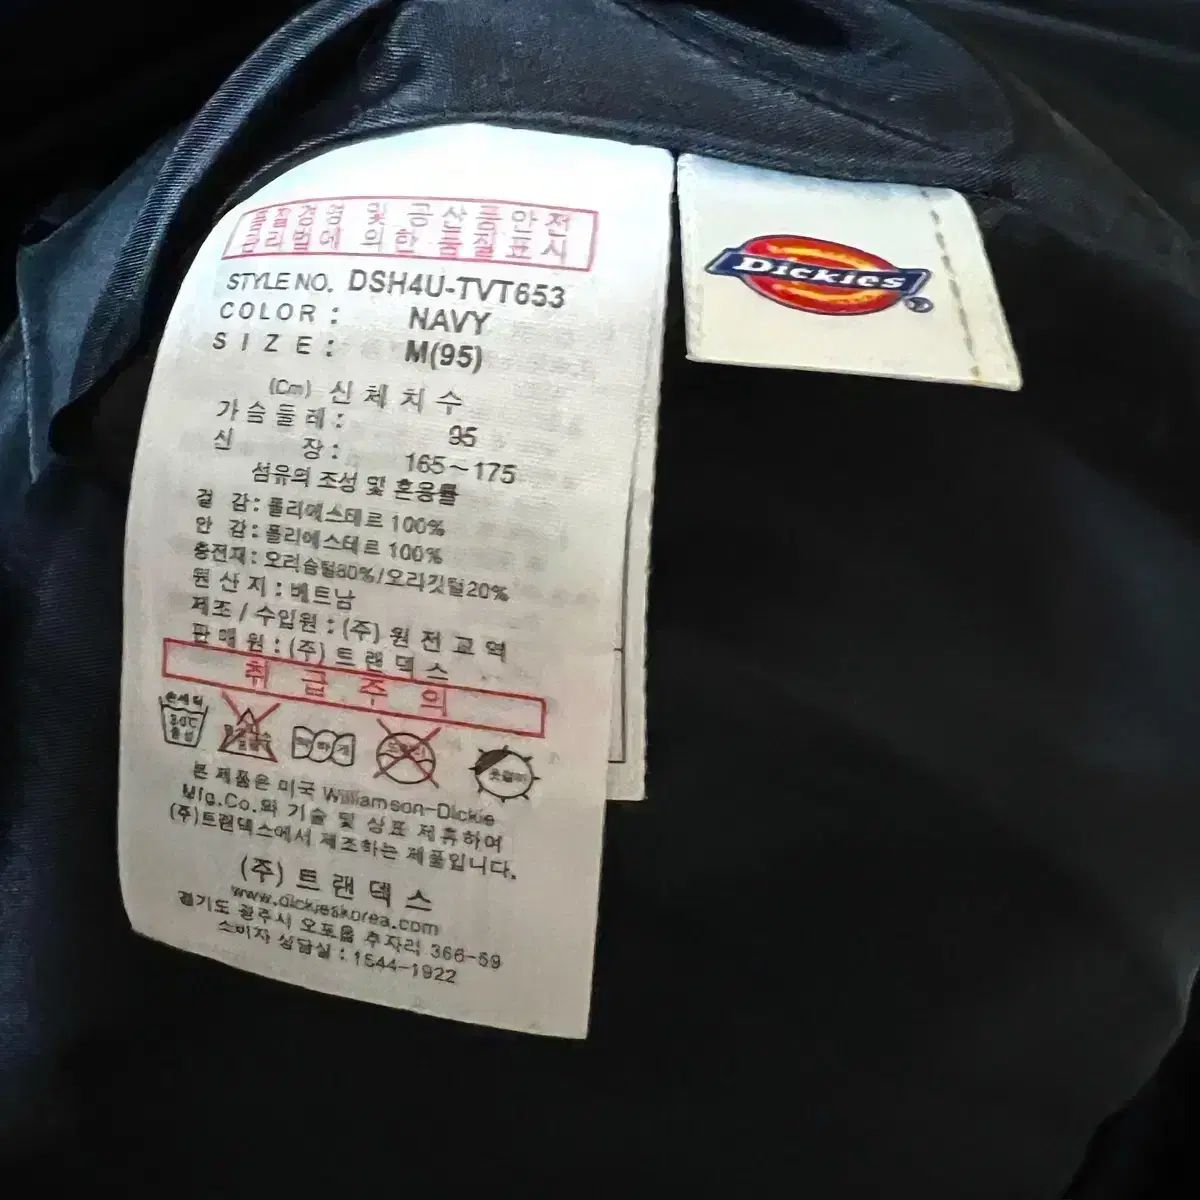 품질경영 및 공산품안전
관리법에 의한 품질표시
STYLE NO. DSH4U-TVT653
COLOR : NAVY
SIZE : M(95)
(Cm) 신체치수
가슴둘레 : 95
신 장 : 165~175
섬유의 조성 및 혼용률
겉 감 : 폴리에스테르 100%
안 감 : 폴리에스테르 100%
충전재 : 오리솜털80%/오리깃털20%
원산지 : 베트남
제조/수입원 : (주)원전교역
판매원 : (주)트랜덱스
취급주의
30℃
본 제품은 미국 Williamson-Dickie
Mfg.Co.와 기술 및 상표 제휴하여
(주)트랜덱스에서 제조하는 제품입니다.
(주)트랜덱스
www.dickieskorea.com
경기도 광주시 오포읍 추자리 366-59
소비자 상담실 : 1544-1922
Dickies ®